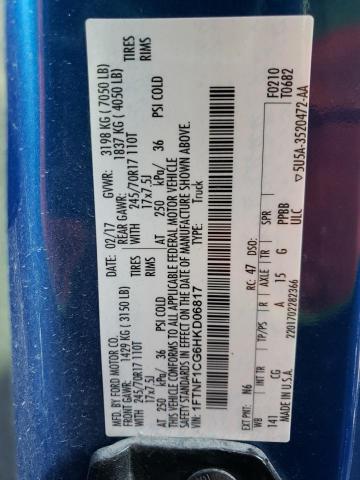 MFD. BY FORD MOTOR CO.
DATE: 02/17 GVWR: 3198 KG ( 7050 LB)
FRONT GAWR: 1429 KG ( 3150 LB) REAR GAWR: 1837 KG ( 4050 LB)
245/70R17 110T TIRES 245/70R17 110T TIRES
17x7.5J RIMS 17x7.5J RIMS
AT 250 kPa/ 36 PSI COLD AT 250 kPa/ 36 PSI COLD
THIS VEHICLE CONFORMS TO ALL APPLICABLE FEDERAL MOTOR VEHICLE
SAFETY STANDARDS IN EFFECT ON THE DATE OF MANUFACTURE SHOWN ABOVE.
VIN: 1FTNF1CG6HKD06817
Truck
F0210
T0682
EXT PNT: N6 RC: 47 DSO:
WB INT TR TP/PS R AXLE TR SPR
141 CG A 15 G PPBB
MADE IN U.S.A. ULC
2201702282366
▽5U5A-3520472-AA